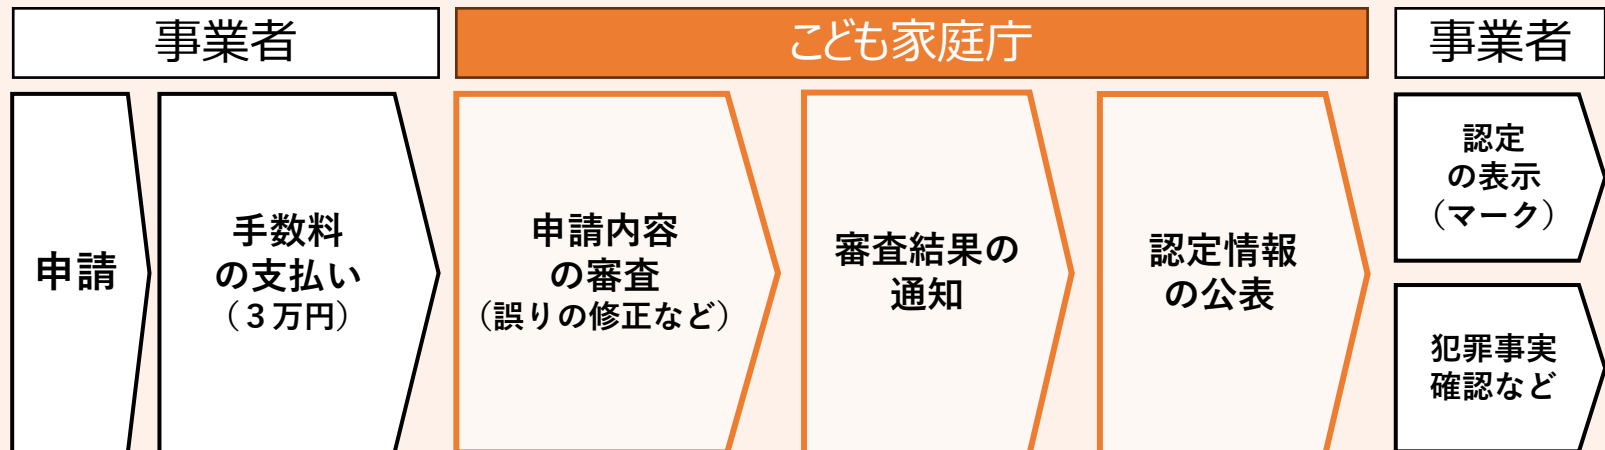 事業者
こども家庭庁
事業者
申請
手数料
の支払い
（３万円）
申請内容
の審査
（誤りの修正など）
審査結果の
通知
認定情報
の公表
認定
の表示
（マーク）
犯罪事実
確認など